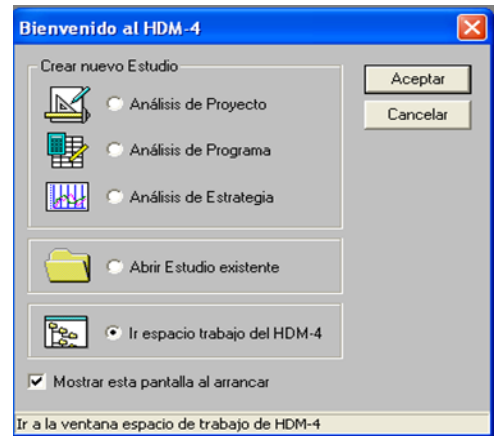 Bienvenido al HDM-4
Crear nuevo Estudio
Análisis de Proyecto
Análisis de Programa
Análisis de Estrategia
Abrir Estudio existente
Ir espacio trabajo del HDM-4
Mostrar esta pantalla al arrancar
Aceptar
Cancelar
Ir a la ventana espacio de trabajo de HDM-4